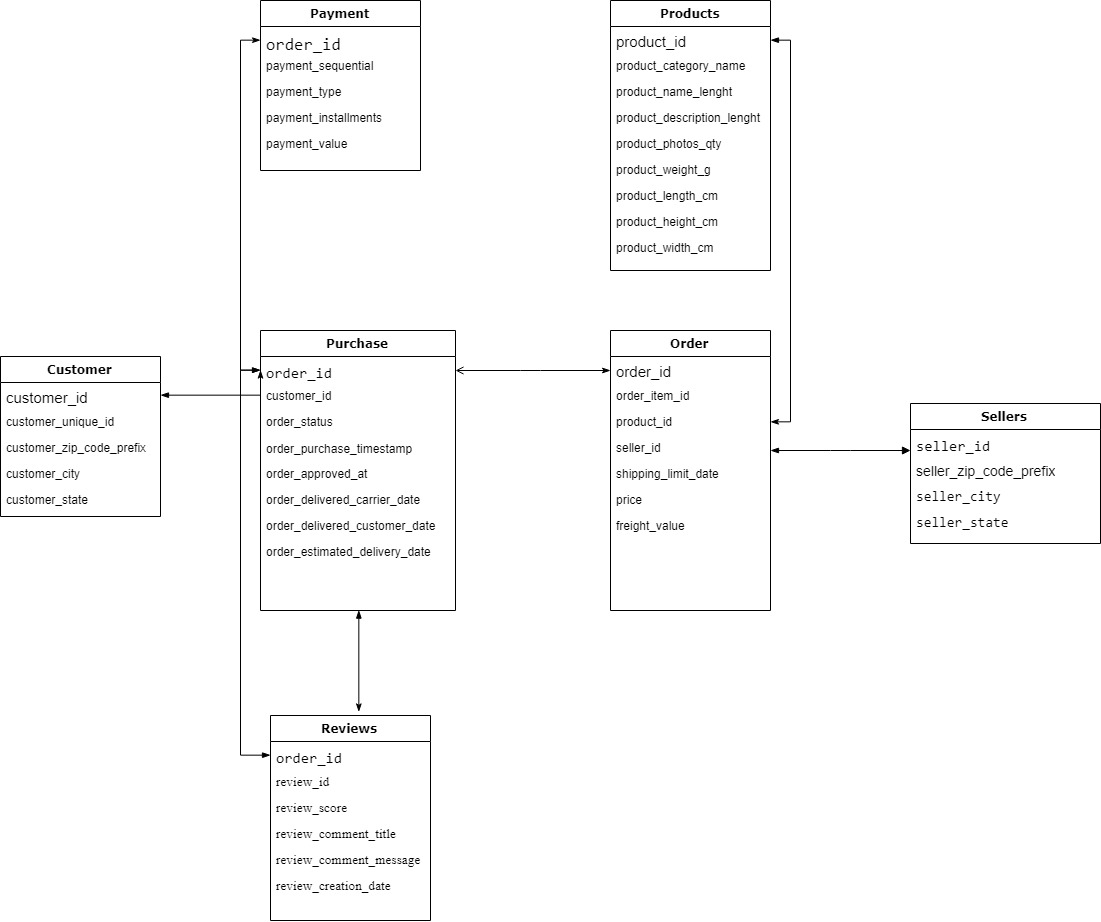 Payment
order_id
payment_sequential
payment_type
payment_installments
payment_value
Products
product_id
product_category_name
product_name_lenght
product_description_lenght
product_photos_qty
product_weight_g
product_length_cm
product_height_cm
product_width_cm
Customer
customer_id
customer_unique_id
customer_zip_code_prefix
customer_city
customer_state
Purchase
order_id
customer_id
order_status
order_purchase_timestamp
order_approved_at
order_delivered_carrier_date
order_delivered_customer_date
order_estimated_delivery_date
Order
order_id
order_item_id
product_id
seller_id
shipping_limit_date
price
freight_value
Sellers
seller_id
seller_zip_code_prefix
seller_city
seller_state
Reviews
order_id
review_id
review_score
review_comment_title
review_comment_message
review_creation_date